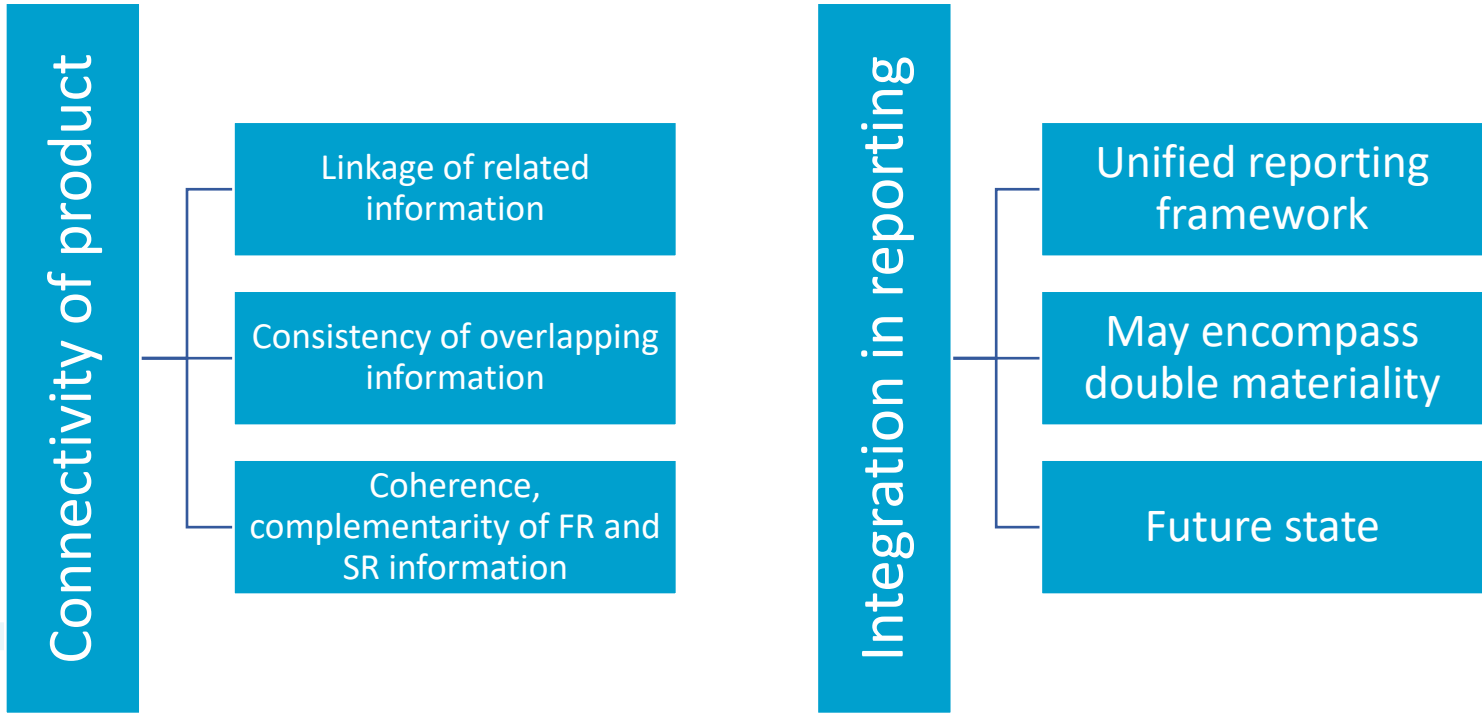 Connectivity of product
Linkage of related
information
Consistency of overlapping
information
Coherence,
complementarity of FR and
SR information
Integration in reporting
Unified reporting
framework
May encompass
double materiality
Future state